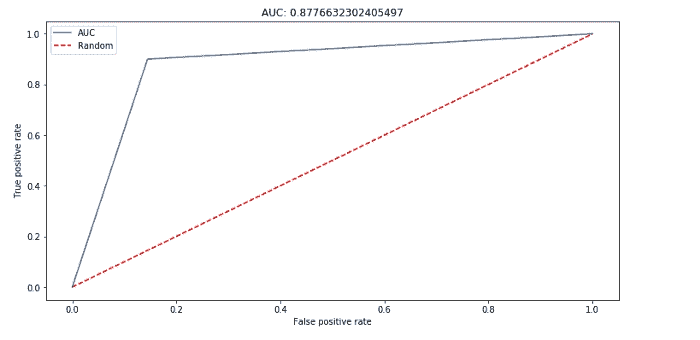 AUC: 0.8776632302405497
AUC
Random
1.0
0.8
0.6
0.4
0.2
0.0
True positive rate
0.0 0.2 0.4 0.6 0.8 1.0
False positive rate